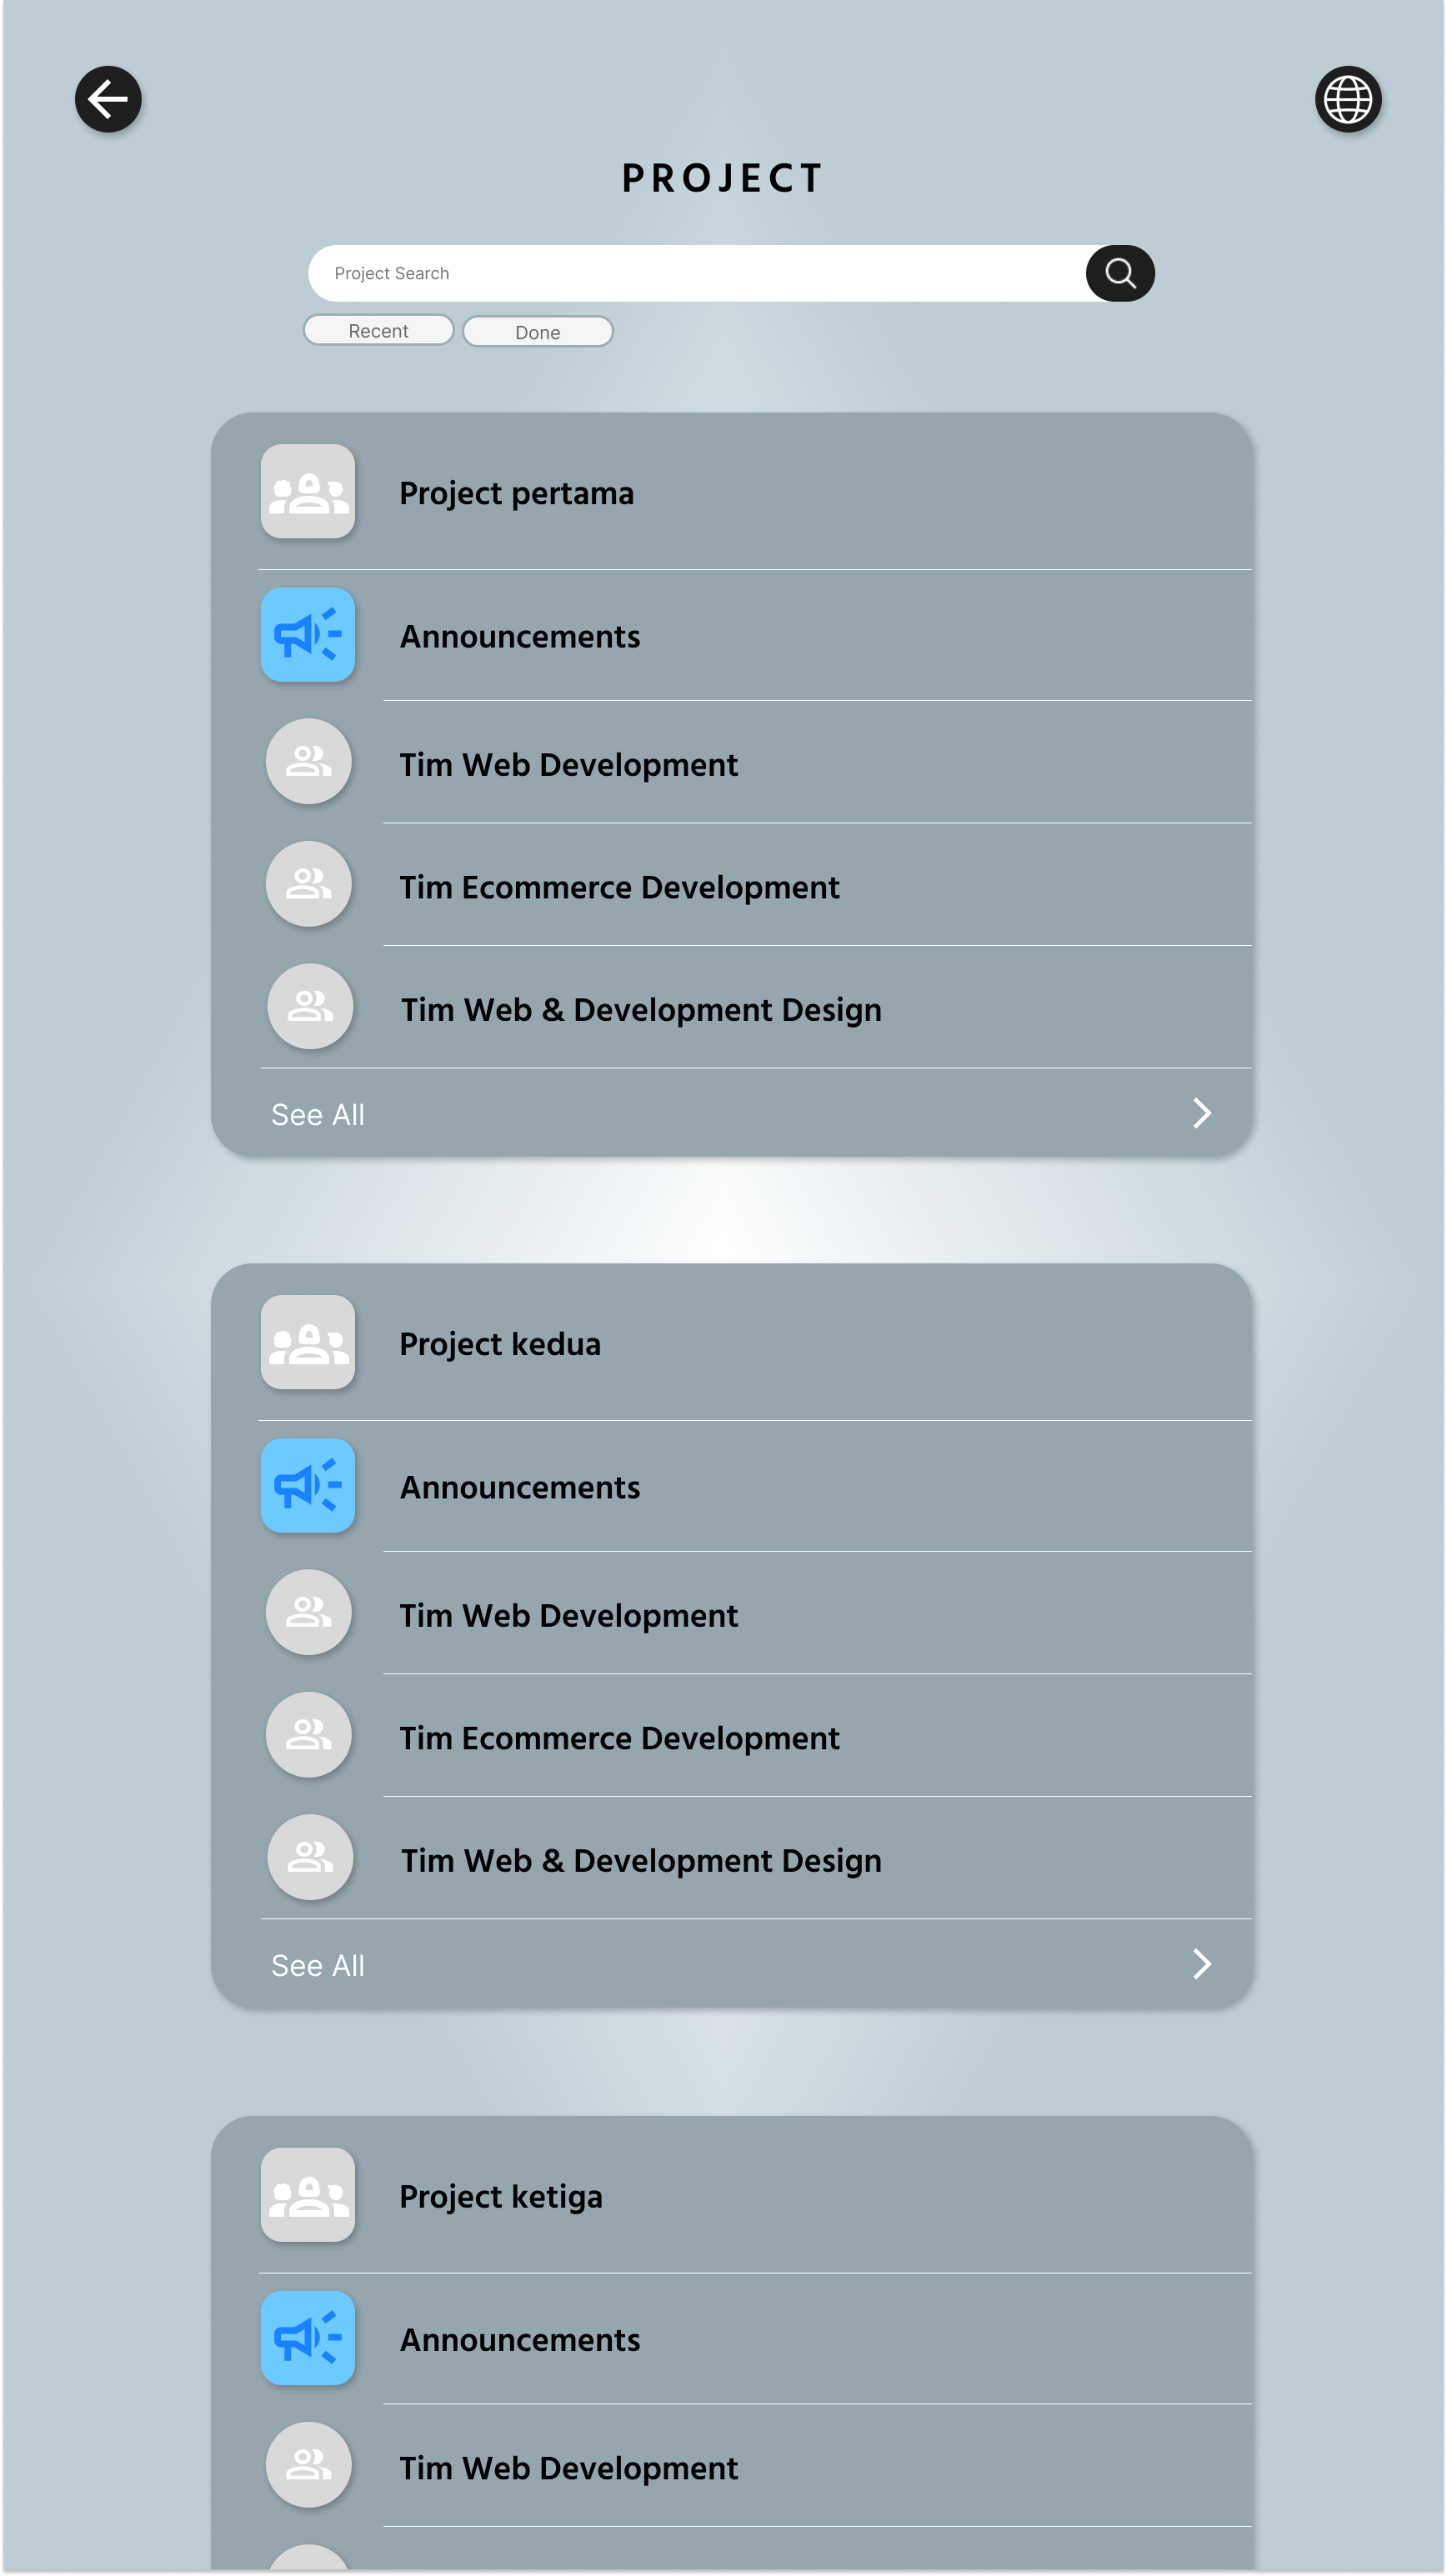 PROJECT
Project Search
Recent
Done
Project pertama
Announcements
Tim Web Development
Tim Ecommerce Development
Tim Web & Development Design
See All
Project kedua
Announcements
Tim Web Development
Tim Ecommerce Development
Tim Web & Development Design
See All
Project ketiga
Announcements
Tim Web Development